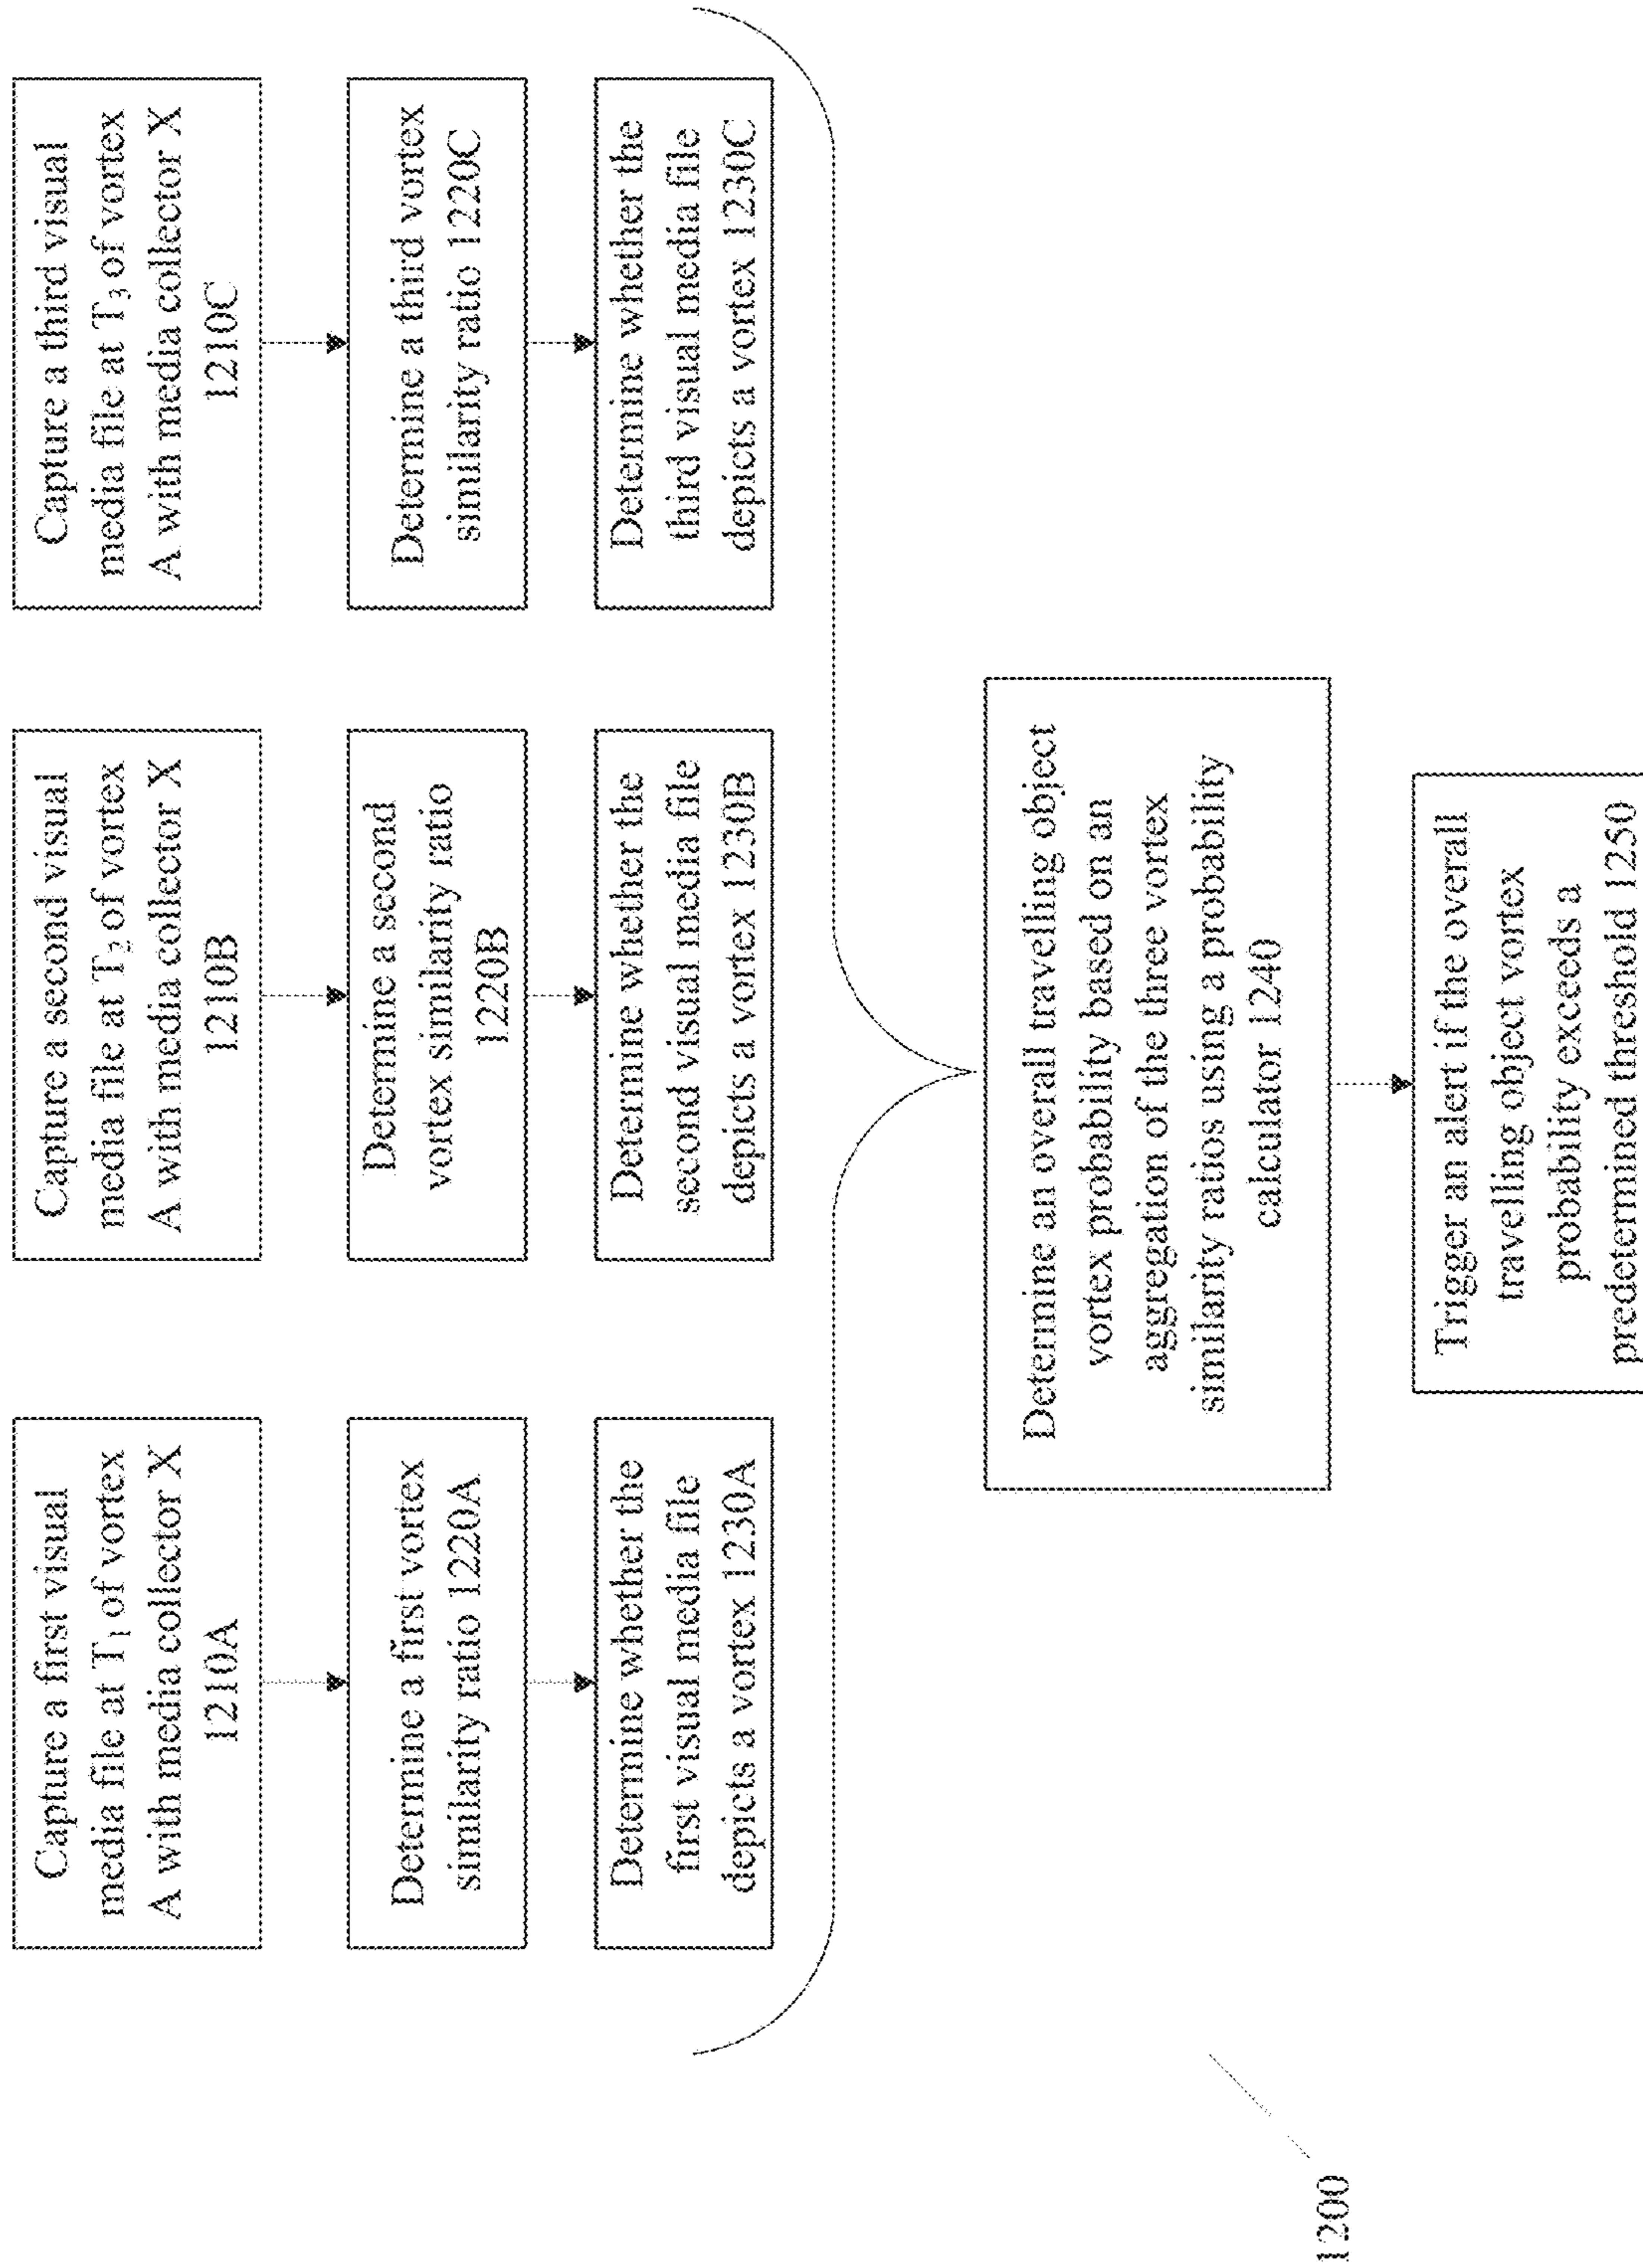 Capture a first visual
media file at T1 of vortex
A with media collector X
1210A
Determine a first vortex
similarity ratio 1220A
Determine whether the
first visual media file
depicts a vortex 1230A
Capture a second visual
media file at T2 of vortex
A with media collector X
1210B
Determine a second
vortex similarity ratio
1220B
Determine whether the
second visual media file
depicts a vortex 1230B
Capture a third visual
media file at T3 of vortex
A with media collector X
1210C
Determine a third vortex
similarity ratio 1220C
Determine whether the
third visual media file
depicts a vortex 1230C
Determine an overall travelling object
vortex probability based on an
aggregation of the three vortex
similarity ratios using a probability
calculator 1240
Trigger an alert if the overall
travelling object vortex
probability exceeds a
predetermined threshold 1250
1200